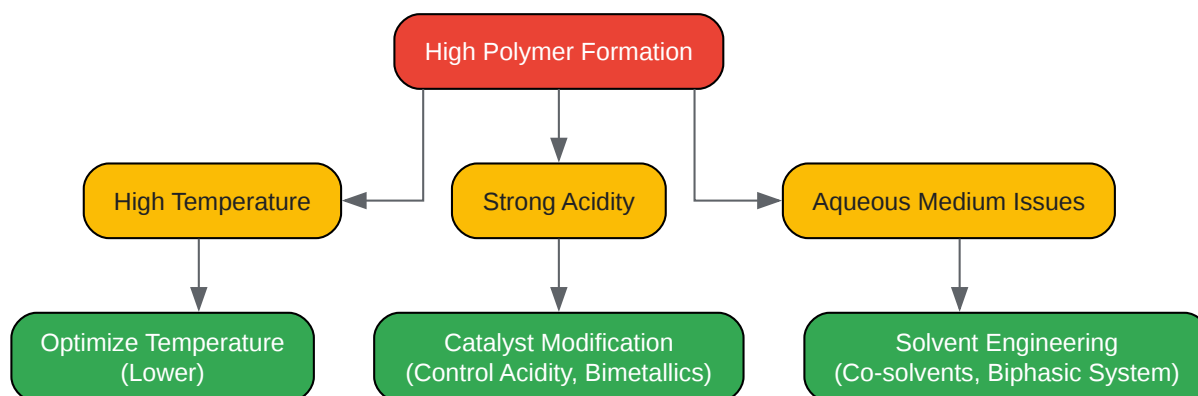 High Polymer Formation
High Temperature
Strong Acidity
Aqueous Medium Issues
Optimize Temperature
(Lower)
Catalyst Modification
(Control Acidity, Bimetallics)
Solvent Engineering
(Co-solvents, Biphasic System)